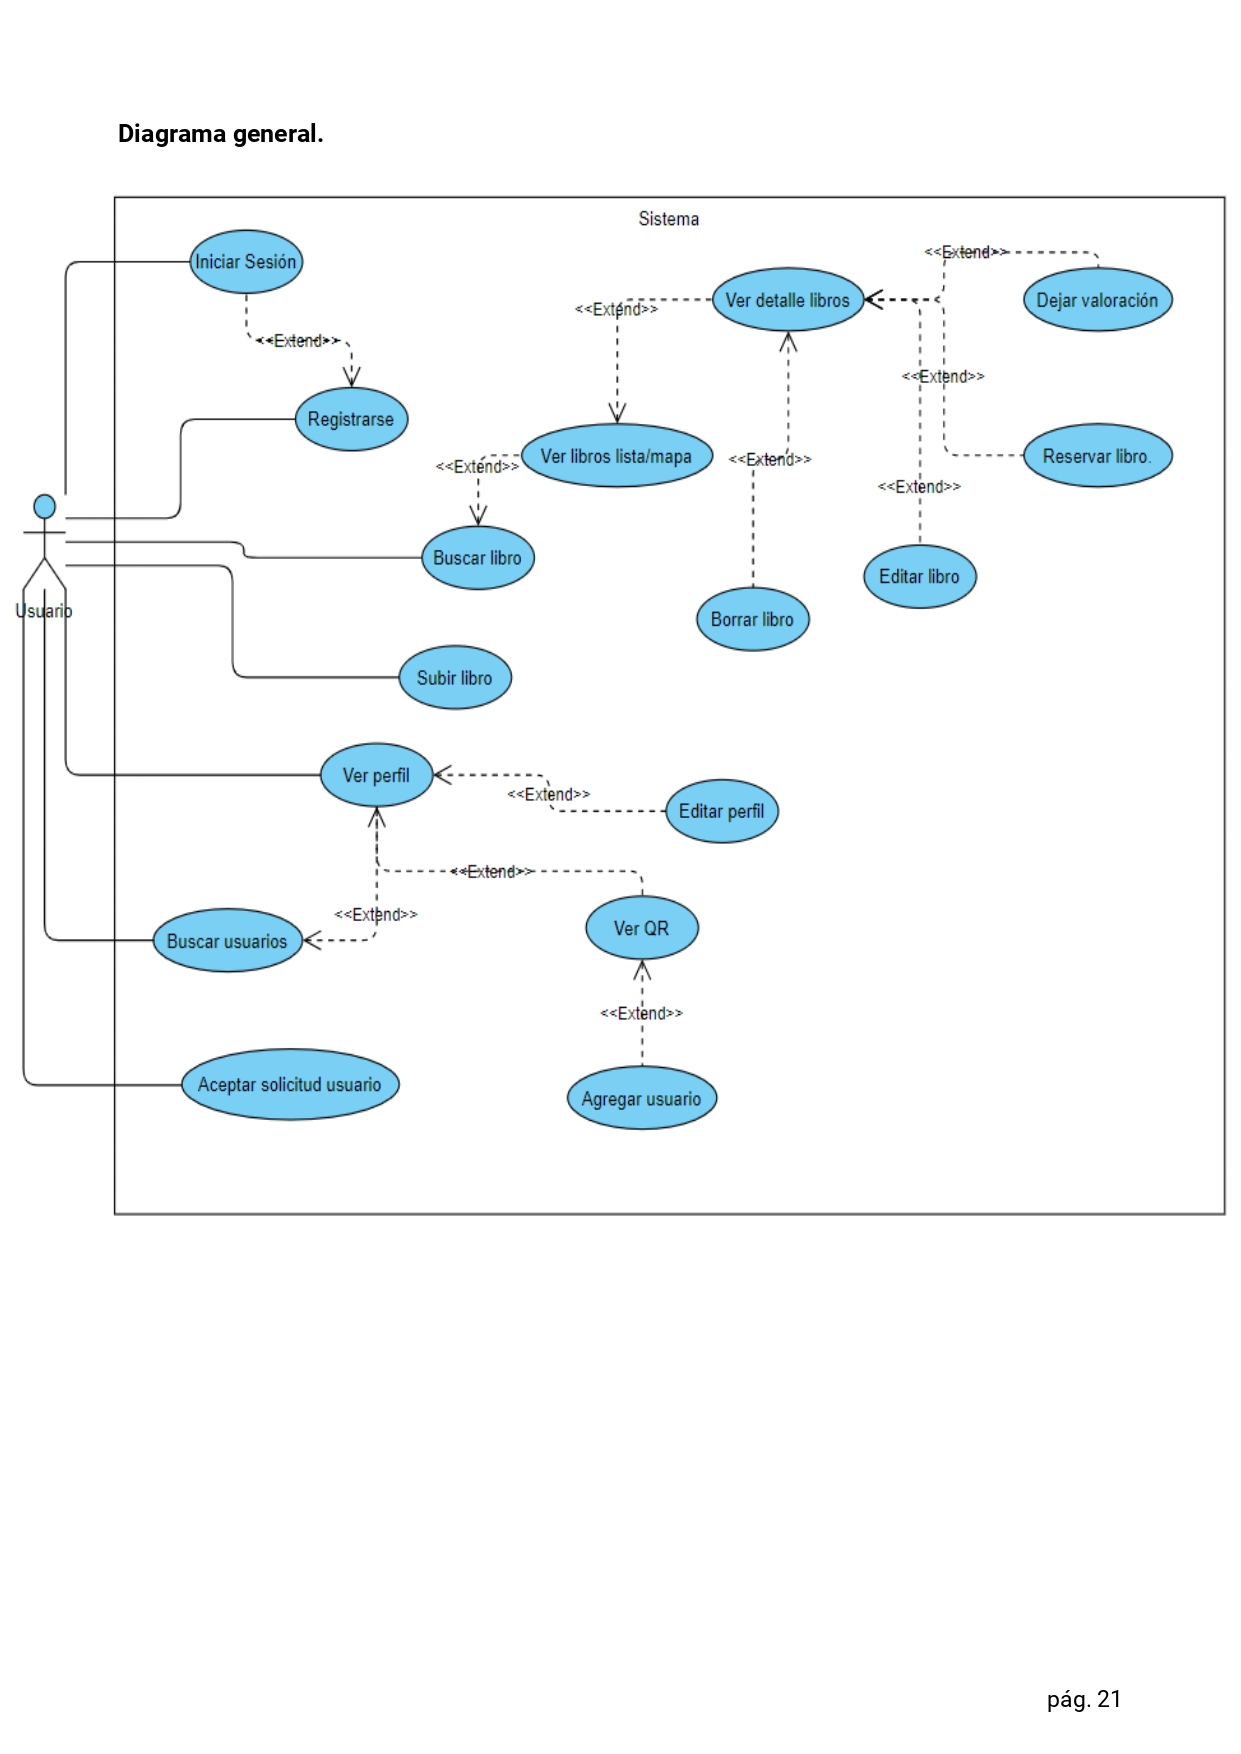 Diagrama general.
Sistema
Iniciar Sesión
<<Extend>>
Ver detalle libros
Dejar valoración
<<Extend>>
<<Extend>>
<<Extend>>
Registrarse
Ver libros lista/mapa
<<Extend>>
<<Extend>>
Reservar libro.
<<Extend>>
Buscar libro
Editar libro
Usuario
Borrar libro
Subir libro
Ver perfil
<<Extend>>
Editar perfil
<<Extend>>
<<Extend>>
Ver QR
Buscar usuarios
<<Extend>>
Aceptar solicitud usuario
Agregar usuario
pág. 21